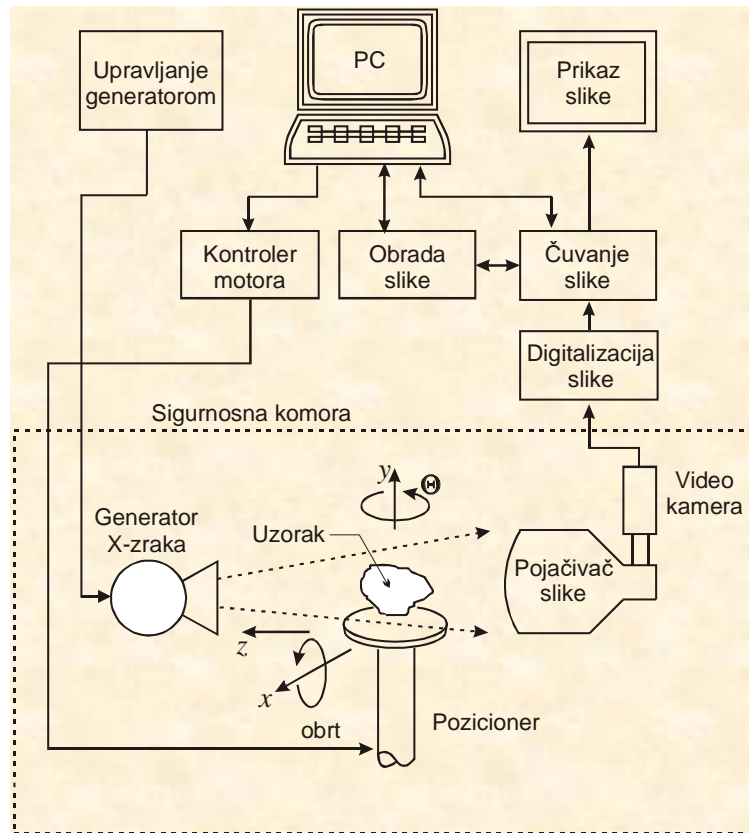 Upravljanje
generatorom
PC
Prikaz
slike
Kontroler
motora
Obrada
slike
Čuvanje
slike
Digitalizacija
slike
Sigurnosna komora
Generator
X-zraka
Uzorak
y
Θ
Video
kamera
Pojačivač
slike
z
x
obrt
Pozicioner